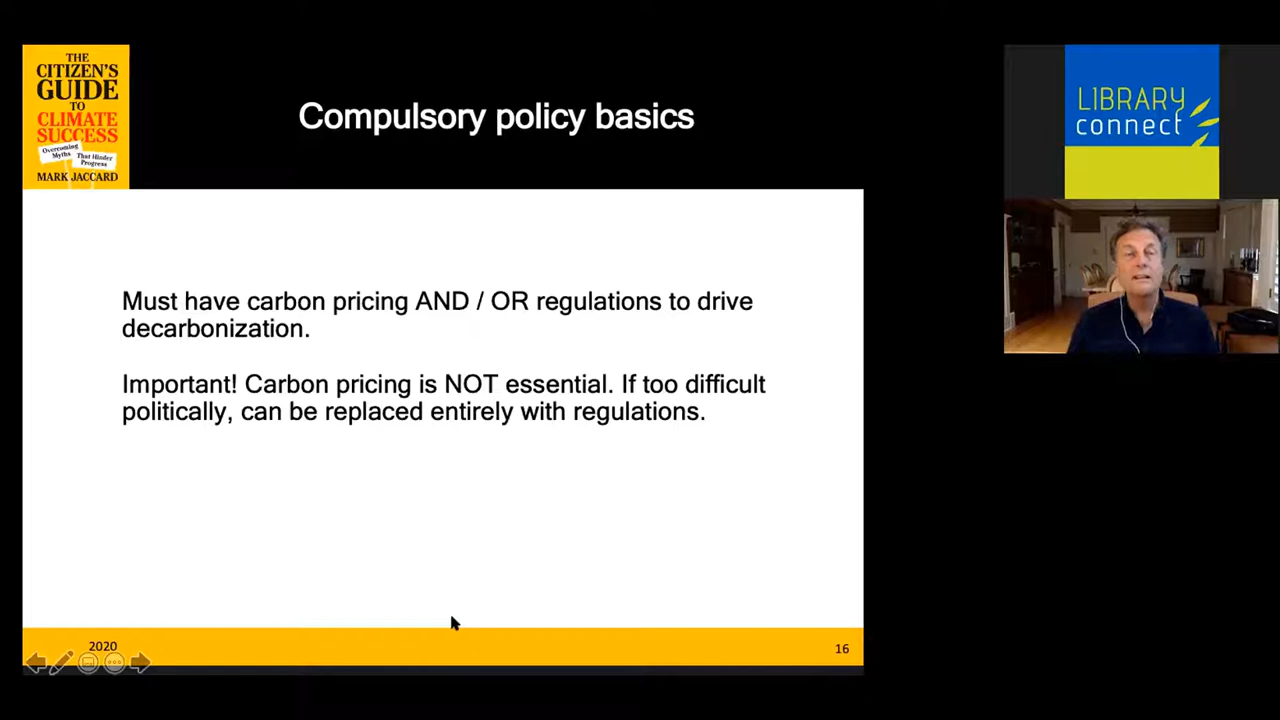 THE
CITIZEN'S
GUIDE
TO
CLIMATE
SUCCESS
Overcoming
Myths That Hinder
Progress
MARK JACCARD
Compulsory policy basics
LIBRARY
connect
Must have carbon pricing AND / OR regulations to drive
decarbonization.
Important! Carbon pricing is NOT essential. If too difficult
politically, can be replaced entirely with regulations.
2020
16